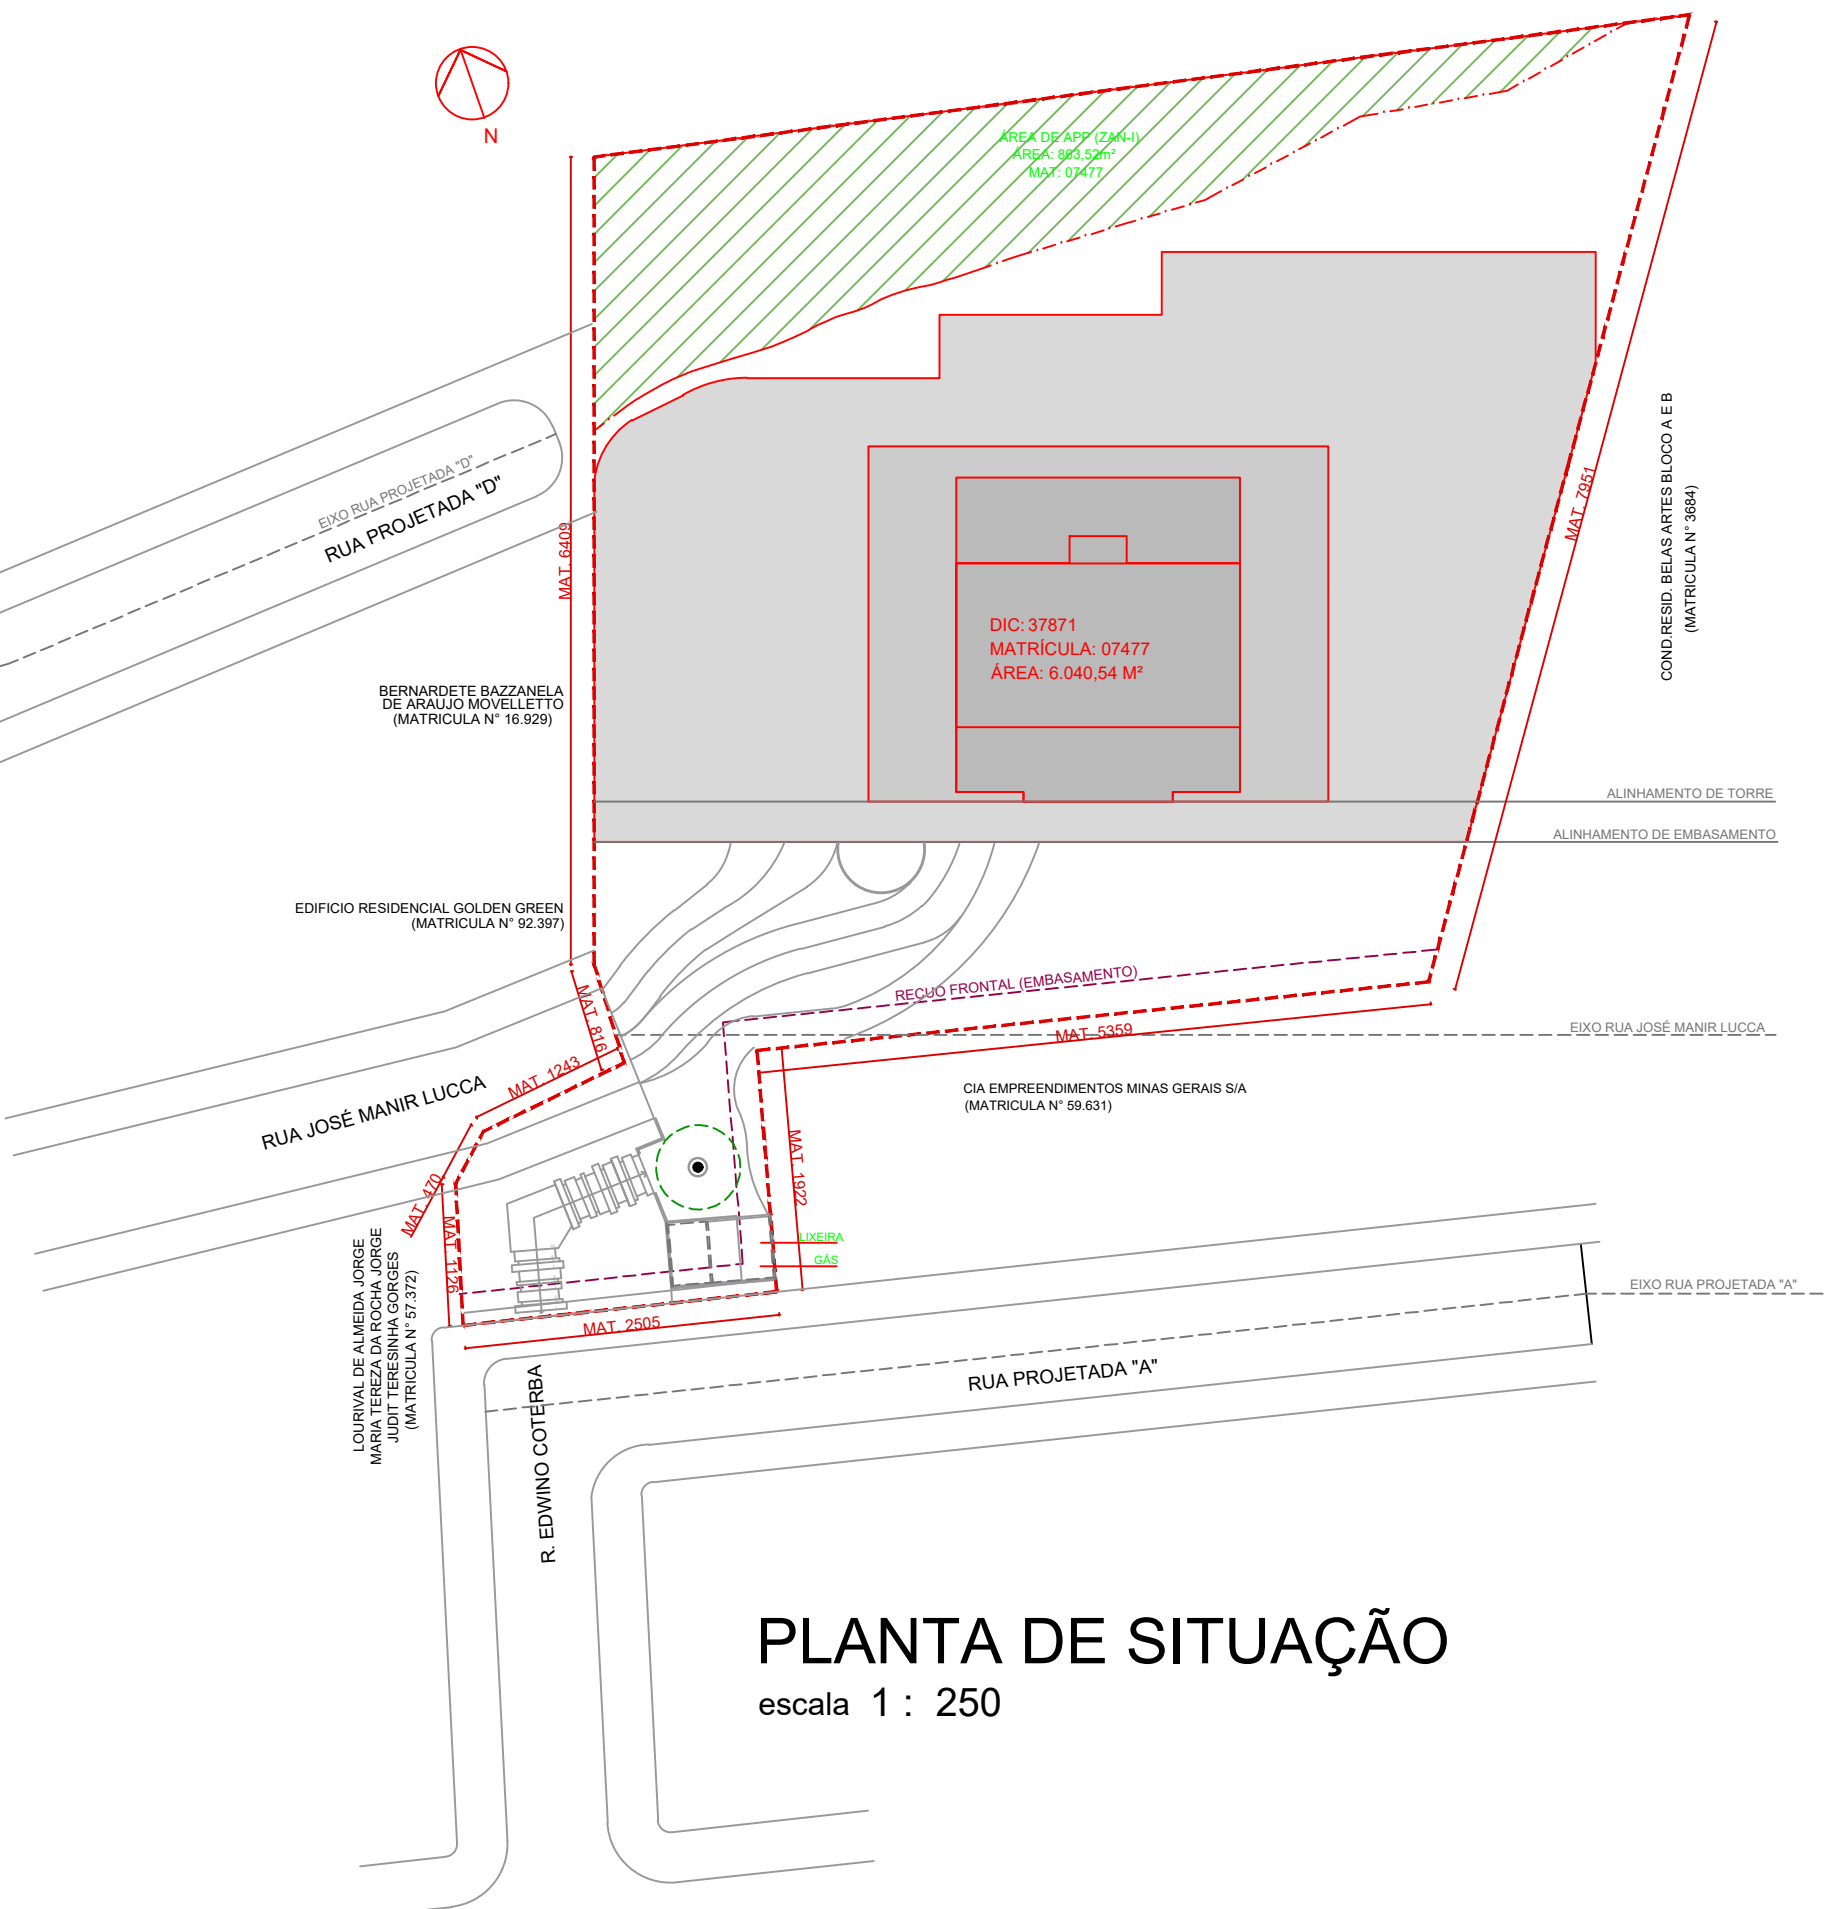 N
ÁREA DE APP (ZAN-I)
ÁREA: 863,52m²
MAT: 07477
EIXO RUA PROJETADA "D"
RUA PROJETADA "D"
MAT. 6409
MAT. 7951
COND.RESID. BELAS ARTES BLOCO A E B
(MATRICULA N° 3684)
DIC: 37871
MATRÍCULA: 07477
ÁREA: 6.040,54 M²
BERNARDETE BAZZANELA
DE ARAUJO MOVELLETTO
(MATRICULA N° 16.929)
ALINHAMENTO DE TORRE
ALINHAMENTO DE EMBASAMENTO
EDIFICIO RESIDENCIAL GOLDEN GREEN
(MATRICULA N° 92.397)
RECUO FRONTAL (EMBASAMENTO)
MAT. 816
MAT. 5359
EIXO RUA JOSÉ MANIR LUCCA
MAT. 1243
RUA JOSÉ MANIR LUCCA
CIA EMPREENDIMENTOS MINAS GERAIS S/A
(MATRICULA N° 59.631)
MAT. 1922
MAT. 470
MAT. 1126
LIXEIRA
GÁS
LOURIVAL DE ALMEIDA JORGE
MARIA TEREZA DA ROCHA JORGE
JUDIT TERESINHA GORGES
(MATRICULA N° 57.372)
MAT. 2505
EIXO RUA PROJETADA "A"
RUA PROJETADA "A"
R. EDWINO COTERBA
PLANTA DE SITUAÇÃO
escala 1 : 250